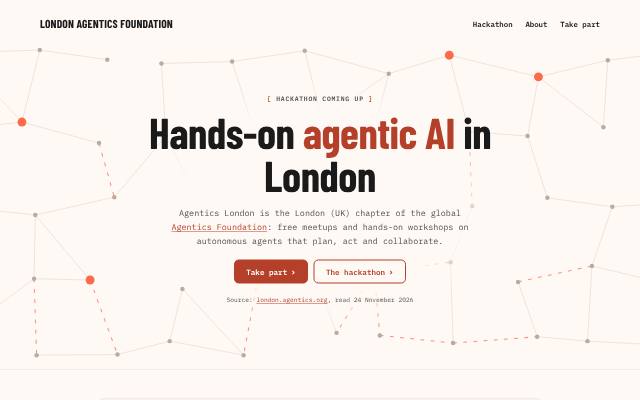 LONDON AGENTICS FOUNDATION
Hackathon About Take part
[ HACKATHON COMING UP ]
Hands-on agentic AI in
London
Agentics London is the London (UK) chapter of the global
Agentics Foundation: free meetups and hands-on workshops on
autonomous agents that plan, act and collaborate.
Take part › The hackathon ›
Source: london.agentics.org, read 24 November 2026